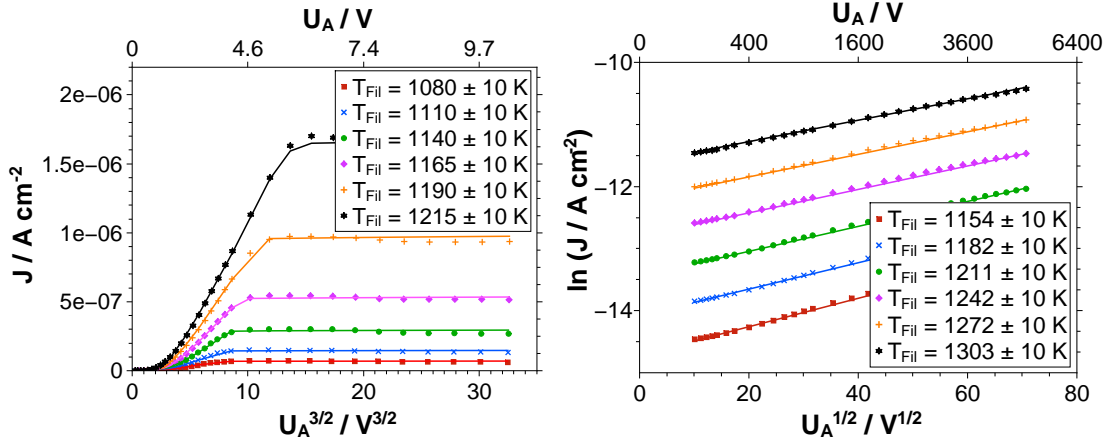 U_A / V
0 4.6 7.4 9.7
2e−06
1.5e−06
1e−06
5e−07
0
J / A cm^-2
T_Fil = 1080 ± 10 K
T_Fil = 1110 ± 10 K
T_Fil = 1140 ± 10 K
T_Fil = 1165 ± 10 K
T_Fil = 1190 ± 10 K
T_Fil = 1215 ± 10 K
0 10 20 30
U_A^3/2 / V^3/2
U_A / V
0 400 1600 3600 6400
−10
−11
−12
−13
−14
ln (J / A cm^-2)
T_Fil = 1154 ± 10 K
T_Fil = 1182 ± 10 K
T_Fil = 1211 ± 10 K
T_Fil = 1242 ± 10 K
T_Fil = 1272 ± 10 K
T_Fil = 1303 ± 10 K
0 20 40 60 80
U_A^1/2 / V^1/2